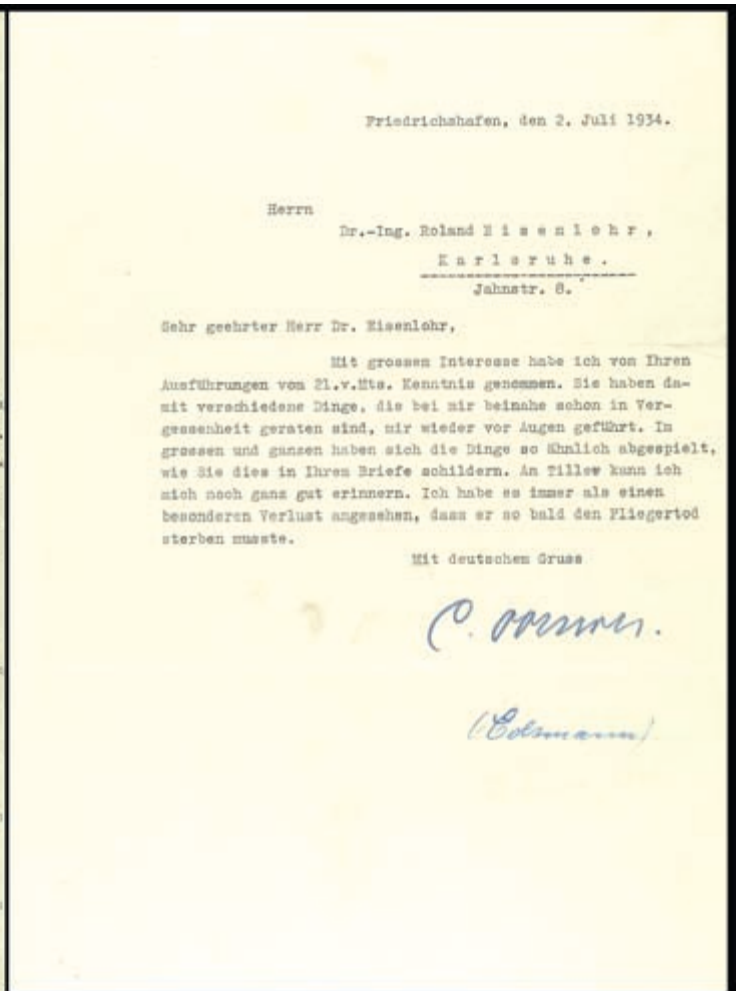 Friedrichshafen, den 2. Juli 1934.
Herrn
Dr.-Ing. Roland E i s e n l o h r ,
K a r l s r u h e .
Jahnstr. 8.
Sehr geehrter Herr Dr. Eisenlohr,
Mit grossem Interesse habe ich von Ihren
Ausführungen vom 21.v.Mts. Kenntnis genommen. Sie haben da-
mit verschiedene Dinge, die bei mir beinahe schon in Ver-
gessenheit geraten sind, mir wieder vor Augen geführt. Im
grossen und ganzen haben sich die Dinge so ähnlich abgespielt,
wie Sie dies in Ihrem Briefe schildern. An Tillew kann ich
mich noch ganz gut erinnern. Ich habe es immer als einen
besonderen Verlust angesehen, dass er so bald den Fliegertod
sterben musste.
Mit deutschem Gruss
(Colsmann)